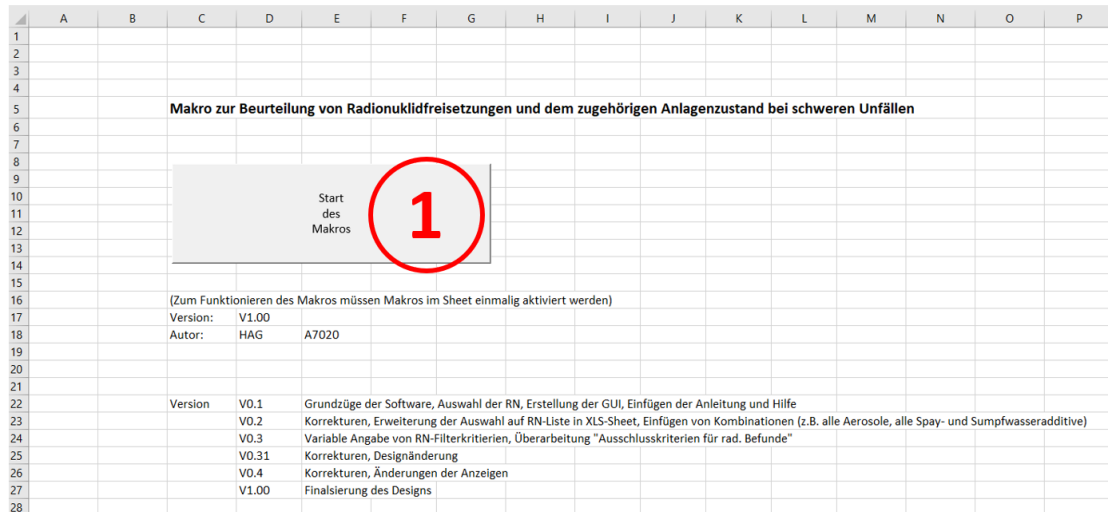 A B C D E F G H I J K L M N O P
1
2
3
4
5 Makro zur Beurteilung von Radionuklidfreisetzungen und dem zugehörigen Anlagenzustand bei schweren Unfällen
6
7
8
9
10 Start
11 des 1
12 Makros
13
14
15
16 (Zum Funktionieren des Makros müssen Makros im Sheet einmalig aktiviert werden)
17 Version: V1.00
18 Autor: HAG A7020
19
20
21
22 Version V0.1 Grundzüge der Software, Auswahl der RN, Erstellung der GUI, Einfügen der Anleitung und Hilfe
23 V0.2 Korrekturen, Erweiterung der Auswahl auf RN-Liste in XLS-Sheet, Einfügen von Kombinationen (z.B. alle Aerosole, alle Spay- und Sumpfwasseradditive)
24 V0.3 Variable Angabe von RN-Filterkritierien, Überarbeitung "Ausschlusskriterien für rad. Befunde"
25 V0.31 Korrekturen, Designänderung
26 V0.4 Korrekturen, Änderungen der Anzeigen
27 V1.00 Finalsierung des Designs
28